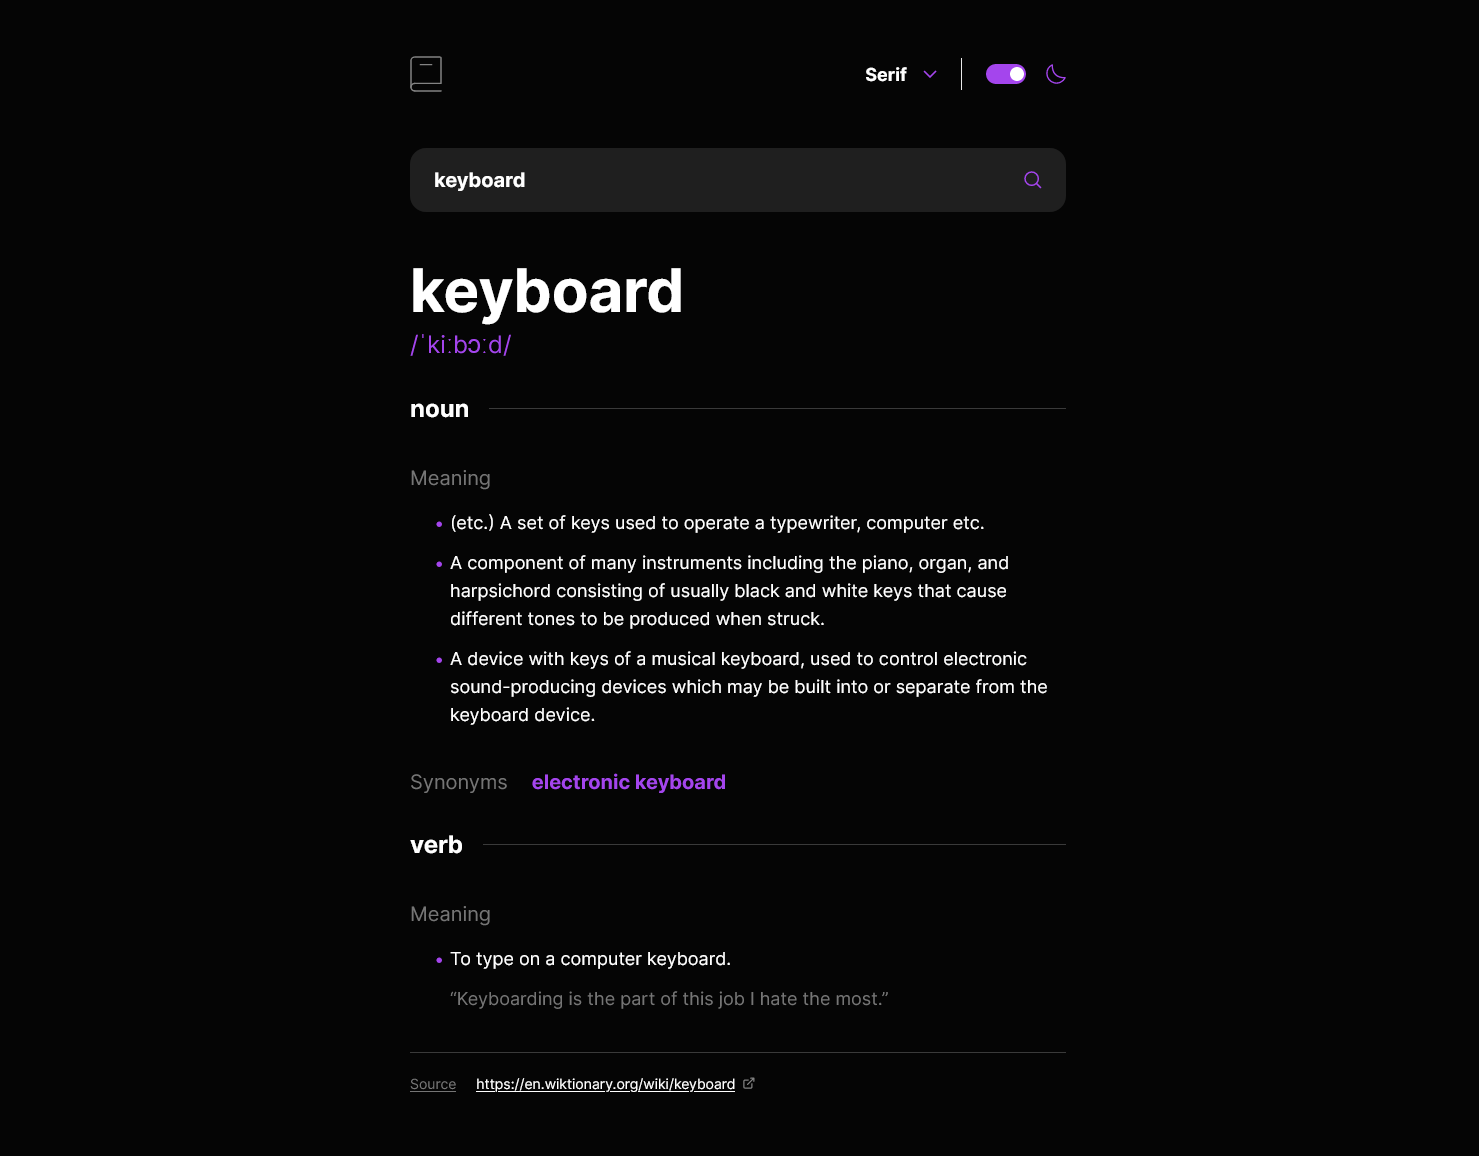 Serif
keyboard
keyboard
/ˈkiːbɔːd/
noun
Meaning
(etc.) A set of keys used to operate a typewriter, computer etc.
A component of many instruments including the piano, organ, and
harpsichord consisting of usually black and white keys that cause
different tones to be produced when struck.
A device with keys of a musical keyboard, used to control electronic
sound-producing devices which may be built into or separate from the
keyboard device.
Synonyms electronic keyboard
verb
Meaning
To type on a computer keyboard.
“Keyboarding is the part of this job I hate the most.”
Source https://en.wiktionary.org/wiki/keyboard